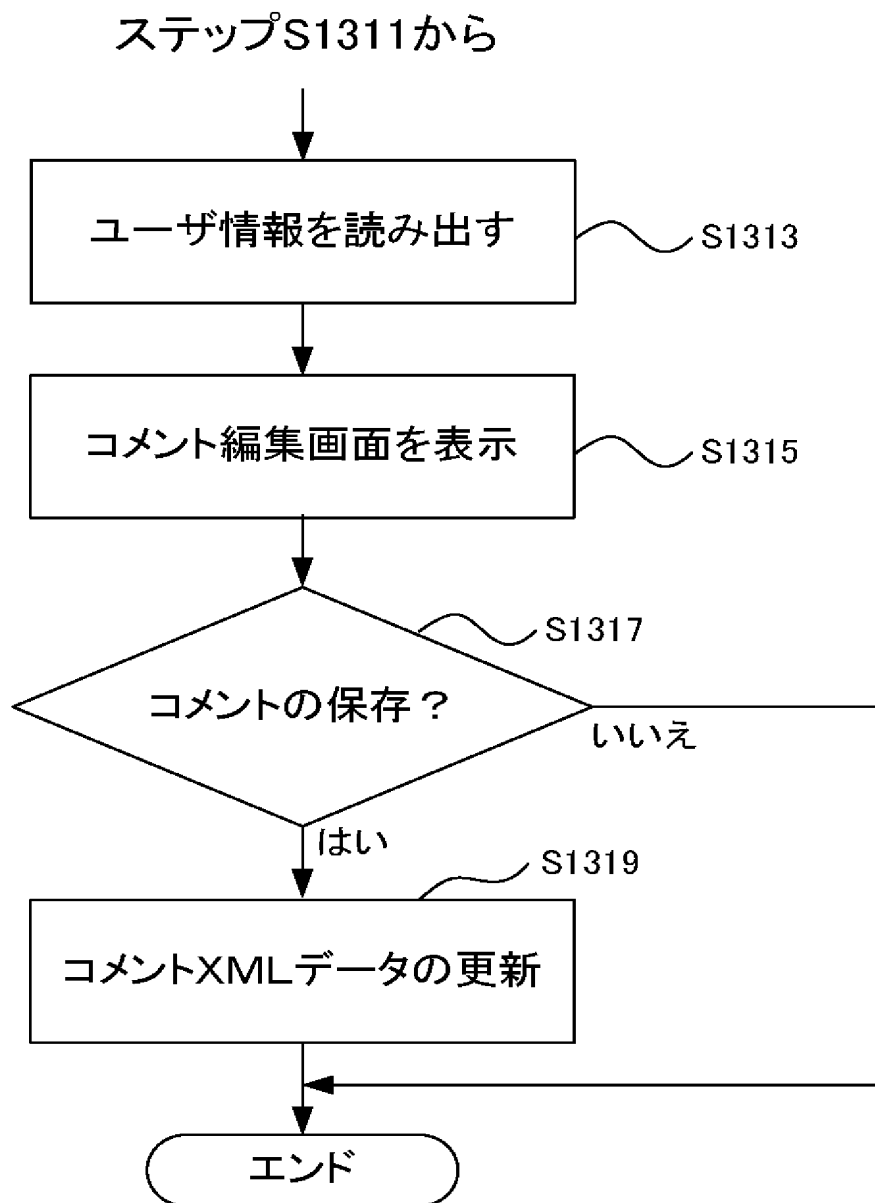 ステップS1311から
ユーザ情報を読み出す
S1313
コメント編集画面を表示
S1315
S1317
コメントの保存？
いいえ
はい
S1319
コメントXMLデータの更新
エンド